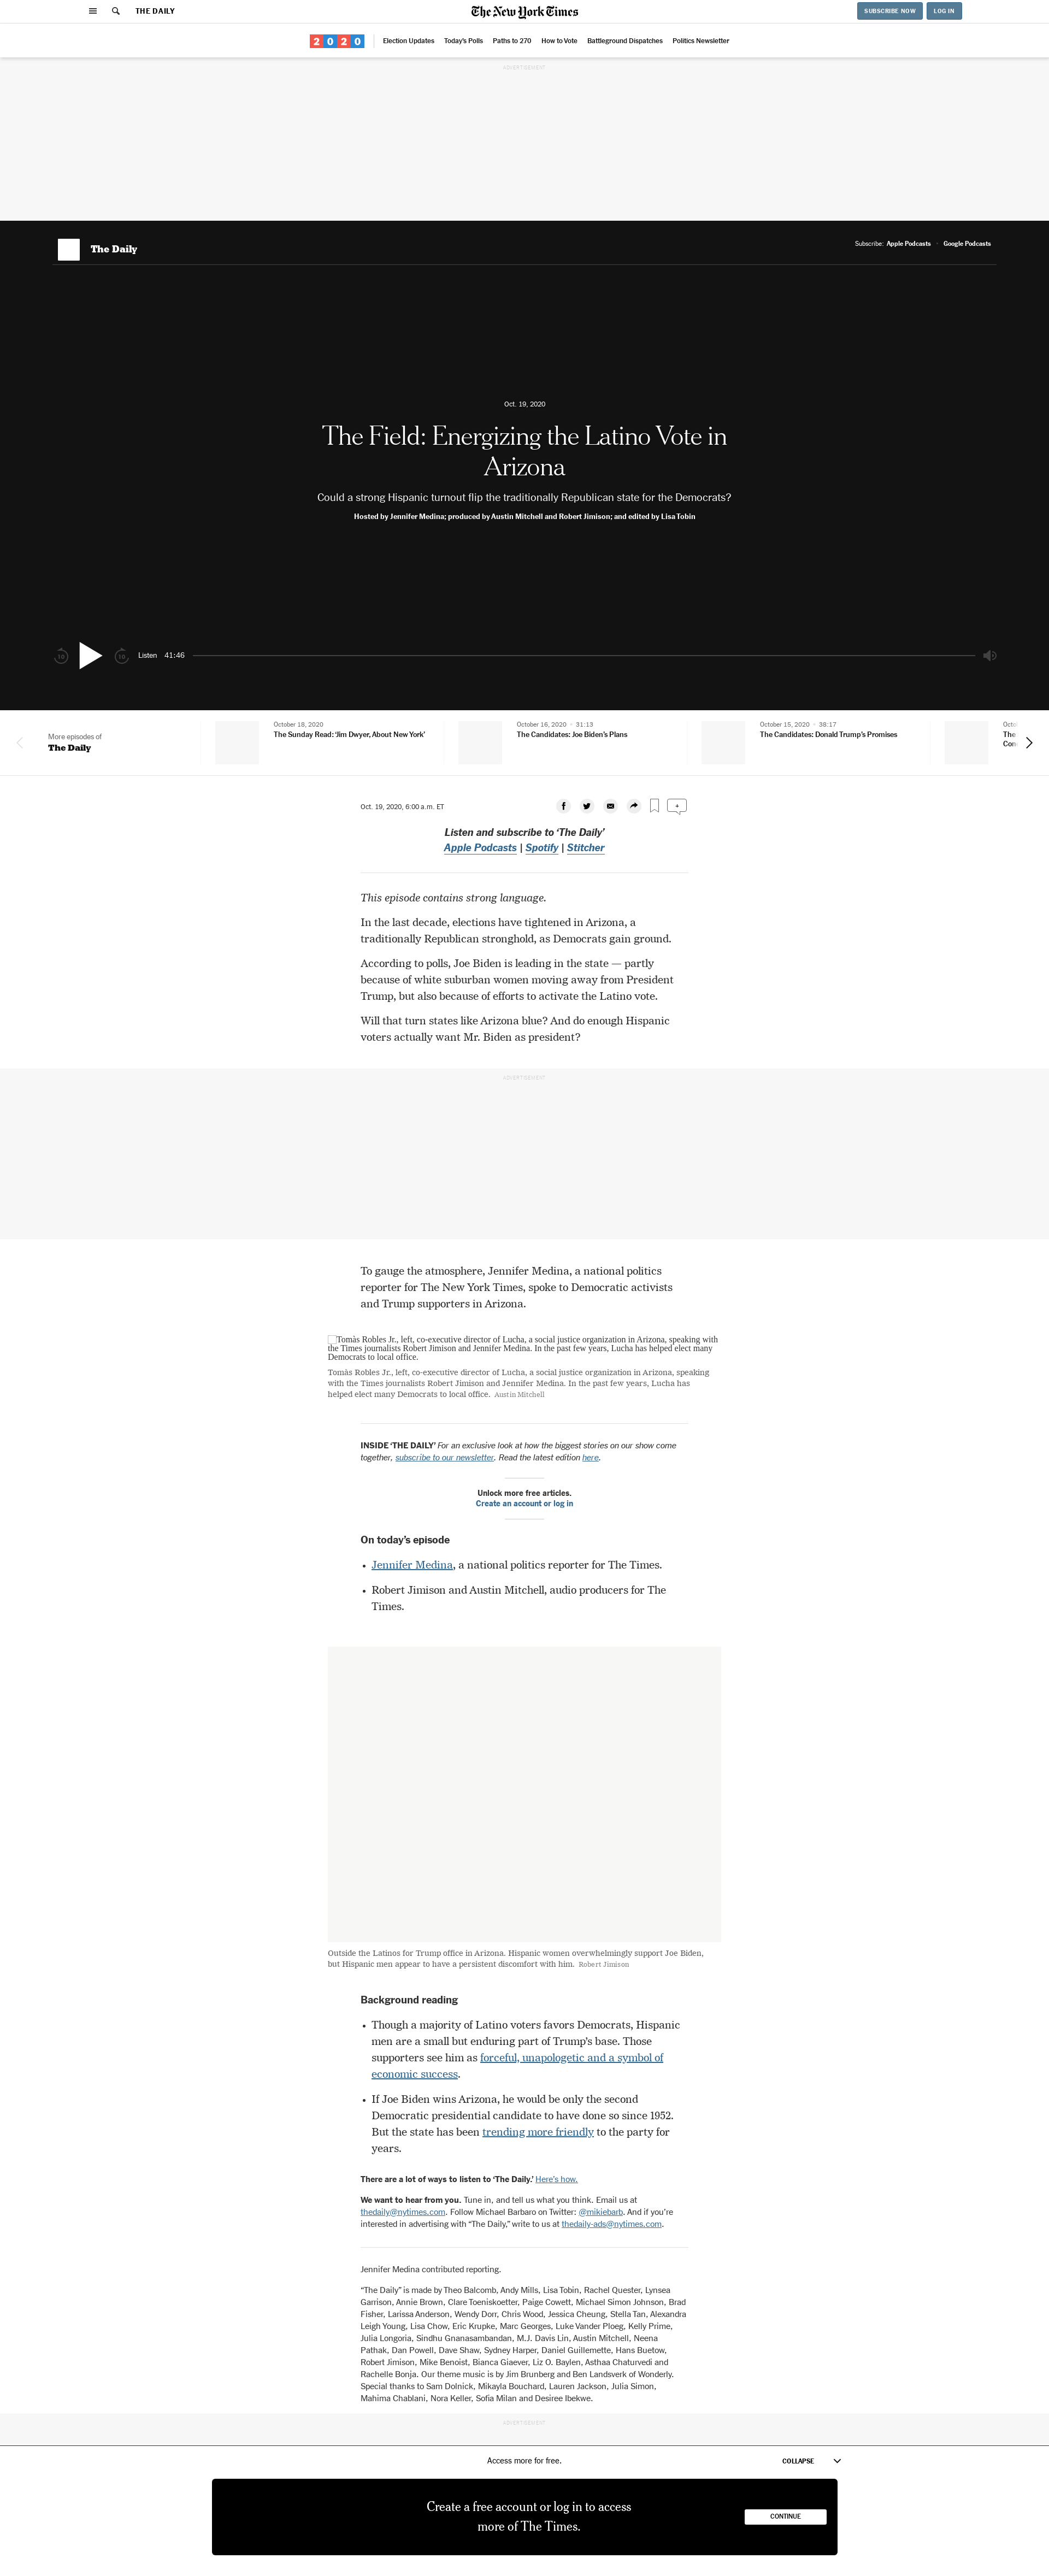 THE DAILY
The New York Times
SUBSCRIBE NOW
LOG IN
2020
Election Updates
Today's Polls
Paths to 270
How to Vote
Battleground Dispatches
Politics Newsletter
ADVERTISEMENT
The Daily
Subscribe: Apple Podcasts · Google Podcasts
Oct. 19, 2020
The Field: Energizing the Latino Vote in
Arizona
Could a strong Hispanic turnout flip the traditionally Republican state for the Democrats?
Hosted by Jennifer Medina; produced by Austin Mitchell and Robert Jimison; and edited by Lisa Tobin
10
10
Listen 41:46
More episodes of
The Daily
October 18, 2020
The Sunday Read: ‘Jim Dwyer, About New York’
October 16, 2020 · 31:13
The Candidates: Joe Biden’s Plans
October 15, 2020 · 38:17
The Candidates: Donald Trump’s Promises
Oct. 19, 2020, 6:00 a.m. ET
Listen and subscribe to ‘The Daily’
Apple Podcasts | Spotify | Stitcher
This episode contains strong language.
In the last decade, elections have tightened in Arizona, a
traditionally Republican stronghold, as Democrats gain ground.
According to polls, Joe Biden is leading in the state — partly
because of white suburban women moving away from President
Trump, but also because of efforts to activate the Latino vote.
Will that turn states like Arizona blue? And do enough Hispanic
voters actually want Mr. Biden as president?
ADVERTISEMENT
To gauge the atmosphere, Jennifer Medina, a national politics
reporter for The New York Times, spoke to Democratic activists
and Trump supporters in Arizona.
Tomàs Robles Jr., left, co-executive director of Lucha, a social justice organization in Arizona, speaking with
the Times journalists Robert Jimison and Jennifer Medina. In the past few years, Lucha has helped elect many
Democrats to local office.
Tomàs Robles Jr., left, co-executive director of Lucha, a social justice organization in Arizona, speaking
with the Times journalists Robert Jimison and Jennifer Medina. In the past few years, Lucha has
helped elect many Democrats to local office. Austin Mitchell
INSIDE ‘THE DAILY’ For an exclusive look at how the biggest stories on our show come
together, subscribe to our newsletter. Read the latest edition here.
Unlock more free articles.
Create an account or log in
On today’s episode
• Jennifer Medina, a national politics reporter for The Times.
• Robert Jimison and Austin Mitchell, audio producers for The
Times.
Outside the Latinos for Trump office in Arizona. Hispanic women overwhelmingly support Joe Biden,
but Hispanic men appear to have a persistent discomfort with him. Robert Jimison
Background reading
• Though a majority of Latino voters favors Democrats, Hispanic
men are a small but enduring part of Trump’s base. Those
supporters see him as forceful, unapologetic and a symbol of
economic success.
• If Joe Biden wins Arizona, he would be only the second
Democratic presidential candidate to have done so since 1952.
But the state has been trending more friendly to the party for
years.
There are a lot of ways to listen to ‘The Daily.’ Here’s how.
We want to hear from you. Tune in, and tell us what you think. Email us at
thedaily@nytimes.com. Follow Michael Barbaro on Twitter: @mikiebarb. And if you’re
interested in advertising with “The Daily,” write to us at thedaily-ads@nytimes.com.
Jennifer Medina contributed reporting.
“The Daily” is made by Theo Balcomb, Andy Mills, Lisa Tobin, Rachel Quester, Lynsea
Garrison, Annie Brown, Clare Toeniskoetter, Paige Cowett, Michael Simon Johnson, Brad
Fisher, Larissa Anderson, Wendy Dorr, Chris Wood, Jessica Cheung, Stella Tan, Alexandra
Leigh Young, Lisa Chow, Eric Krupke, Marc Georges, Luke Vander Ploeg, Kelly Prime,
Julia Longoria, Sindhu Gnanasambandan, M.J. Davis Lin, Austin Mitchell, Neena
Pathak, Dan Powell, Dave Shaw, Sydney Harper, Daniel Guillemette, Hans Buetow,
Robert Jimison, Mike Benoist, Bianca Giaever, Liz O. Baylen, Asthaa Chaturvedi and
Rachelle Bonja. Our theme music is by Jim Brunberg and Ben Landsverk of Wonderly.
Special thanks to Sam Dolnick, Mikayla Bouchard, Lauren Jackson, Julia Simon,
Mahima Chablani, Nora Keller, Sofia Milan and Desiree Ibekwe.
ADVERTISEMENT
Access more for free.
COLLAPSE
Create a free account or log in to access
more of The Times.
CONTINUE